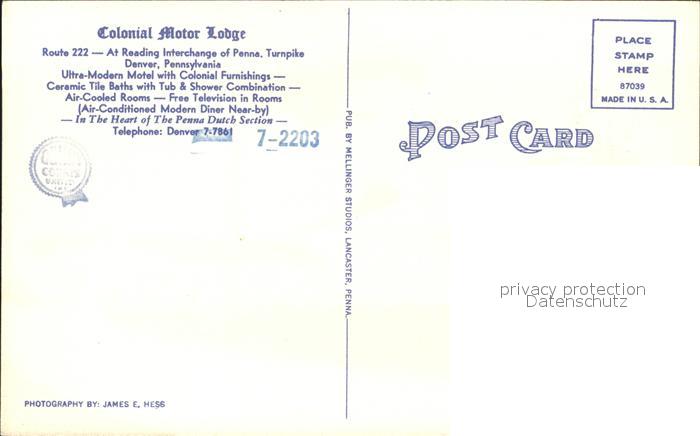 Colonial Motor Lodge
Route 222 — At Reading Interchange of Penna. Turnpike
Denver, Pennsylvania
Ultra-Modern Motel with Colonial Furnishings —
Ceramic Tile Baths with Tub & Shower Combination —
Air-Cooled Rooms — Free Television in Rooms
(Air-Conditioned Modern Diner Near-by)
— In the Heart of The Penna Dutch Section —
Telephone: Denver 7-7861
7-2203
COURTS
PUB. BY MELLINGER STUDIOS, LANCASTER, PENNA.
POST CARD
PLACE
STAMP
HERE
87039
MADE IN U. S. A.
privacy protection
Datenschutz
PHOTOGRAPHY BY: JAMES E. HESS